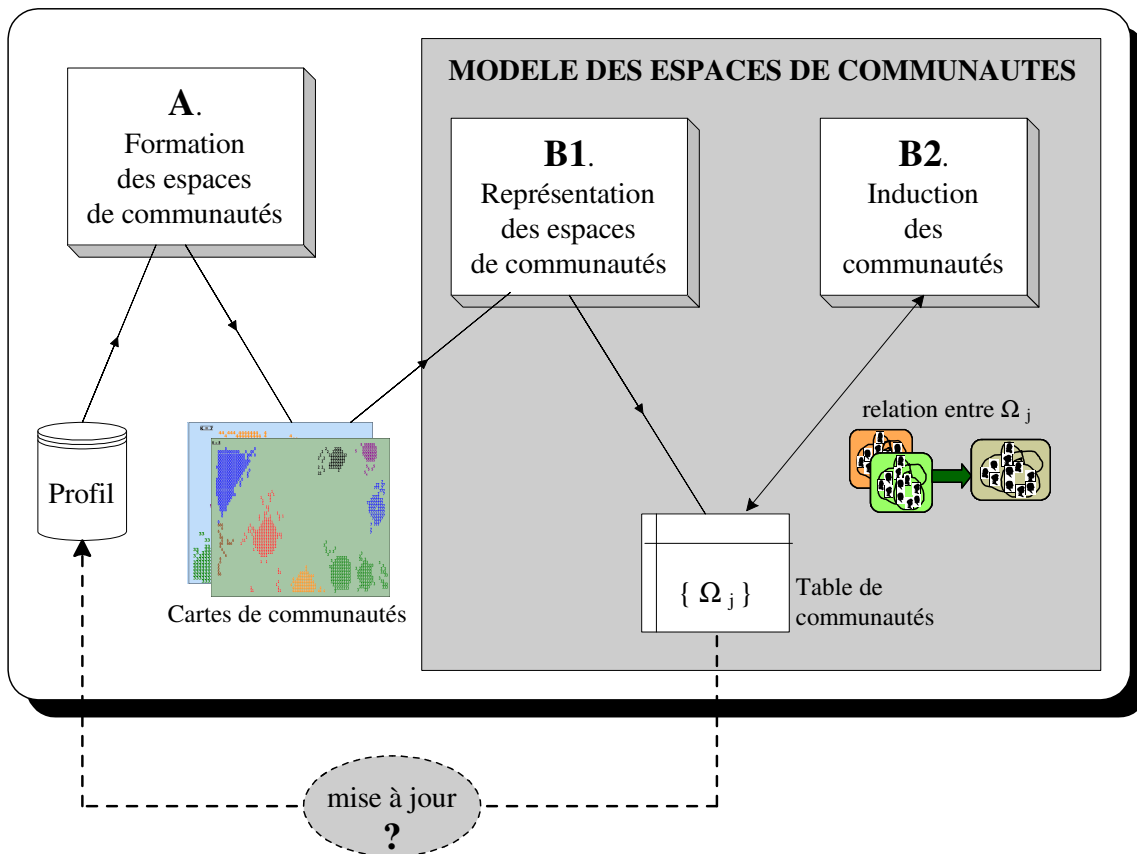 MODELE DES ESPACES DE COMMUNAUTES
A.
Formation
des espaces
de communautés
B1.
Représentation
des espaces
de communautés
B2.
Induction
des
communautés
relation entre Ω j
Profil
Cartes de communautés
{ Ω j }
Table de
communautés
mise à jour
?